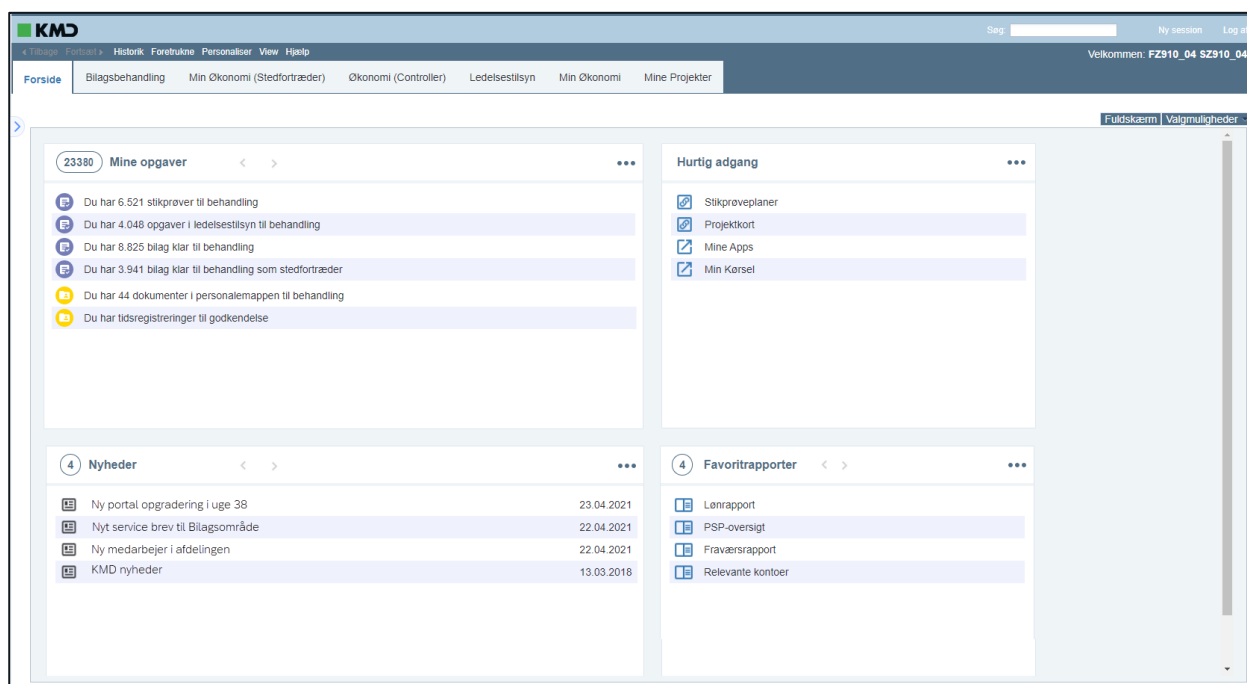 KMD
Søg:
Ny session Log af
Tilbage Fortsæt Historik Foretrukne Personaliser View Hjælp
Velkommen: FZ910_04 SZ910_04
Forside Bilagsbehandling Min Økonomi (Stedfortræder) Økonomi (Controller) Ledelsestilsyn Min Økonomi Mine Projekter
Fuldskærm Valgmuligheder
23380 Mine opgaver
Du har 6.521 stikprøver til behandling
Du har 4.048 opgaver i ledelsestilsyn til behandling
Du har 8.825 bilag klar til behandling
Du har 3.941 bilag klar til behandling som stedfortræder
Du har 44 dokumenter i personalemappen til behandling
Du har tidsregistreringer til godkendelse
Hurtig adgang
Stikprøveplaner
Projektkort
Mine Apps
Min Kørsel
4 Nyheder
Ny portal opgradering i uge 38 23.04.2021
Nyt service brev til Bilagsområde 22.04.2021
Ny medarbejer i afdelingen 22.04.2021
KMD nyheder 13.03.2018
4 Favoritrapporter
Lønrapport
PSP-oversigt
Fraværsrapport
Relevante kontoer